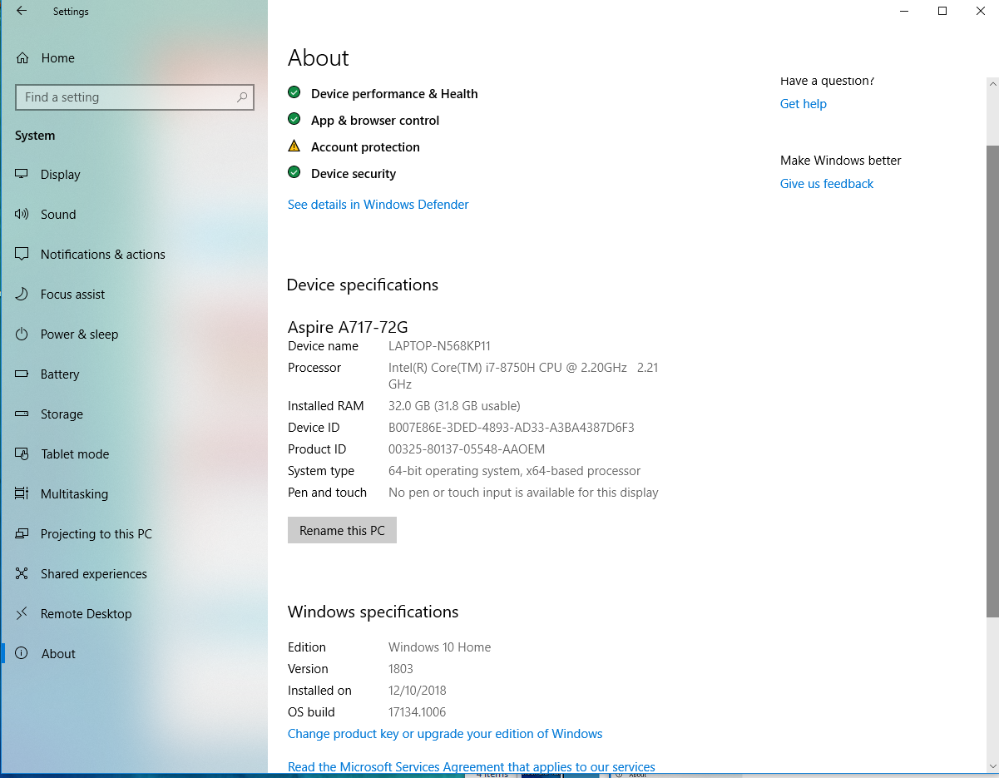 Settings
Home
Find a setting
System
Display
Sound
Notifications & actions
Focus assist
Power & sleep
Battery
Storage
Tablet mode
Multitasking
Projecting to this PC
Shared experiences
Remote Desktop
About
About
Device performance & Health
App & browser control
Account protection
Device security
See details in Windows Defender
Device specifications
Aspire A717-72G
Device name LAPTOP-N568KP11
Processor Intel(R) Core(TM) i7-8750H CPU @ 2.20GHz 2.21
GHz
Installed RAM 32.0 GB (31.8 GB usable)
Device ID B007E86E-3DED-4893-AD33-A3BA4387D6F3
Product ID 00325-80137-05548-AAOEM
System type 64-bit operating system, x64-based processor
Pen and touch No pen or touch input is available for this display
Rename this PC
Windows specifications
Edition Windows 10 Home
Version 1803
Installed on 12/10/2018
OS build 17134.1006
Change product key or upgrade your edition of Windows
Read the Microsoft Services Agreement that applies to our services
Have a question?
Get help
Make Windows better
Give us feedback
4 items
About